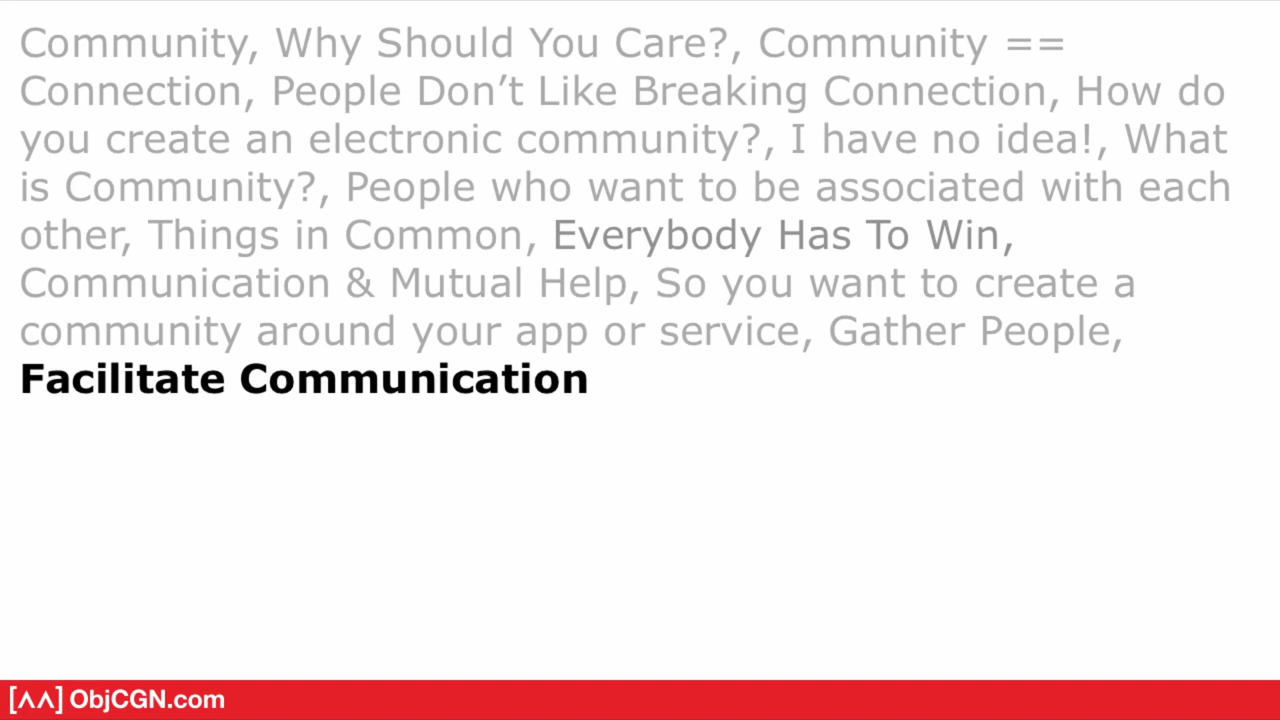 Community, Why Should You Care?, Community ==
Connection, People Don’t Like Breaking Connection, How do
you create an electronic community?, I have no idea!, What
is Community?, People who want to be associated with each
other, Things in Common, Everybody Has To Win,
Communication & Mutual Help, So you want to create a
community around your app or service, Gather People,
Facilitate Communication
[ʌʌ] ObjCGN.com